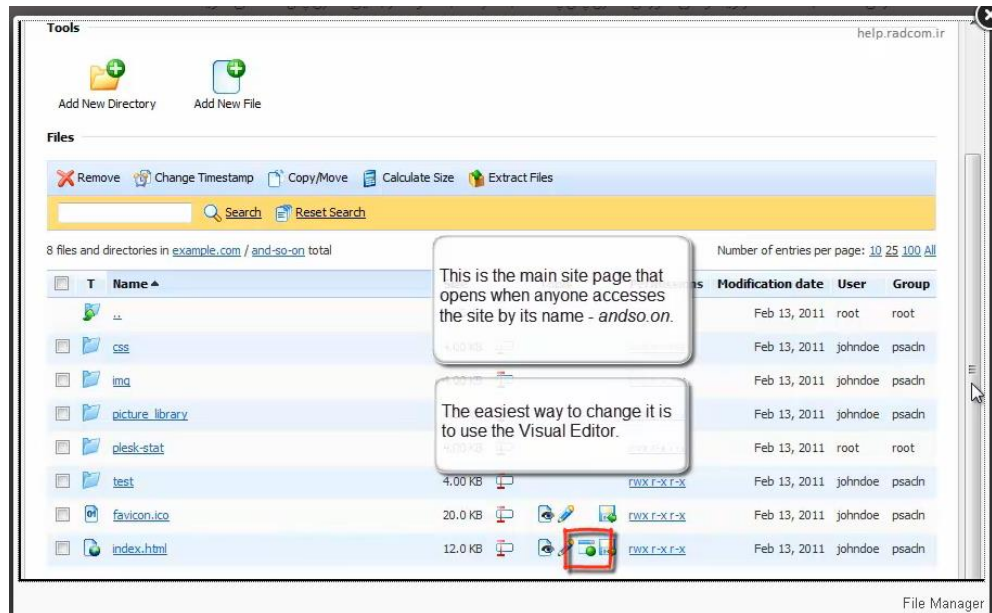 Tools
help.radcom.ir
Add New Directory Add New File
Files
Remove Change Timestamp Copy/Move Calculate Size Extract Files
Search Reset Search
8 files and directories in example.com / and-so-on total Number of entries per page: 10 25 100 All
T Name Modification date User Group
This is the main site page that
opens when anyone accesses
the site by its name - andso.on.
.. Feb 13, 2011 root root
css Feb 13, 2011 johndoe psacln
img Feb 13, 2011 johndoe psacln
The easiest way to change it is
to use the Visual Editor.
picture_library Feb 13, 2011 johndoe psacln
plesk-stat Feb 13, 2011 root root
test 4.00 KB rwx r-x r-x Feb 13, 2011 johndoe psacln
favicon.ico 20.0 KB rwx r-x r-x Feb 13, 2011 johndoe psacln
index.html 12.0 KB rwx r-x r-x Feb 13, 2011 johndoe psacln
File Manager